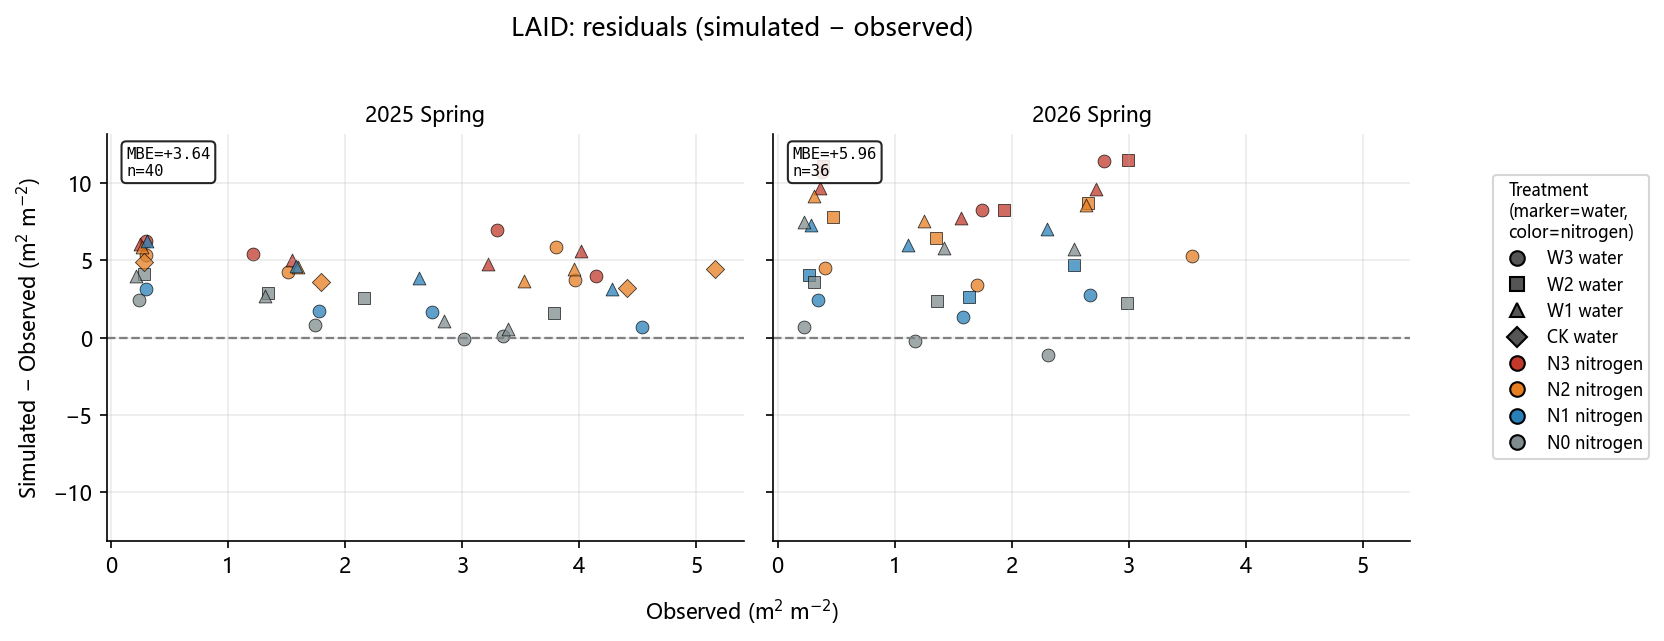 LAID: residuals (simulated − observed)
2025 Spring
2026 Spring
MBE=+3.64
n=40
MBE=+5.96
n=36
Simulated − Observed (m² m⁻²)
10
5
0
−5
−10
0 1 2 3 4 5
0 1 2 3 4 5
Observed (m² m⁻²)
Treatment
(marker=water,
color=nitrogen)
W3 water
W2 water
W1 water
CK water
N3 nitrogen
N2 nitrogen
N1 nitrogen
N0 nitrogen